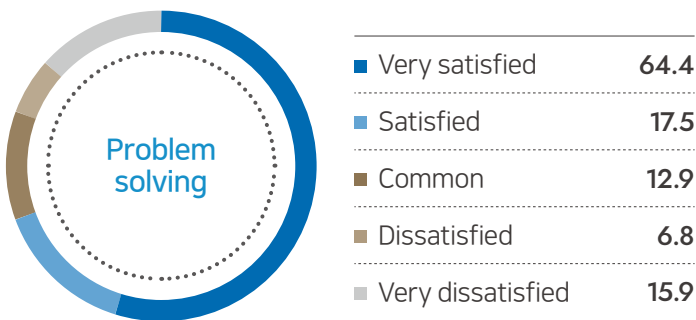 Problem
solving
Very satisfied 64.4
Satisfied 17.5
Common 12.9
Dissatisfied 6.8
Very dissatisfied 15.9